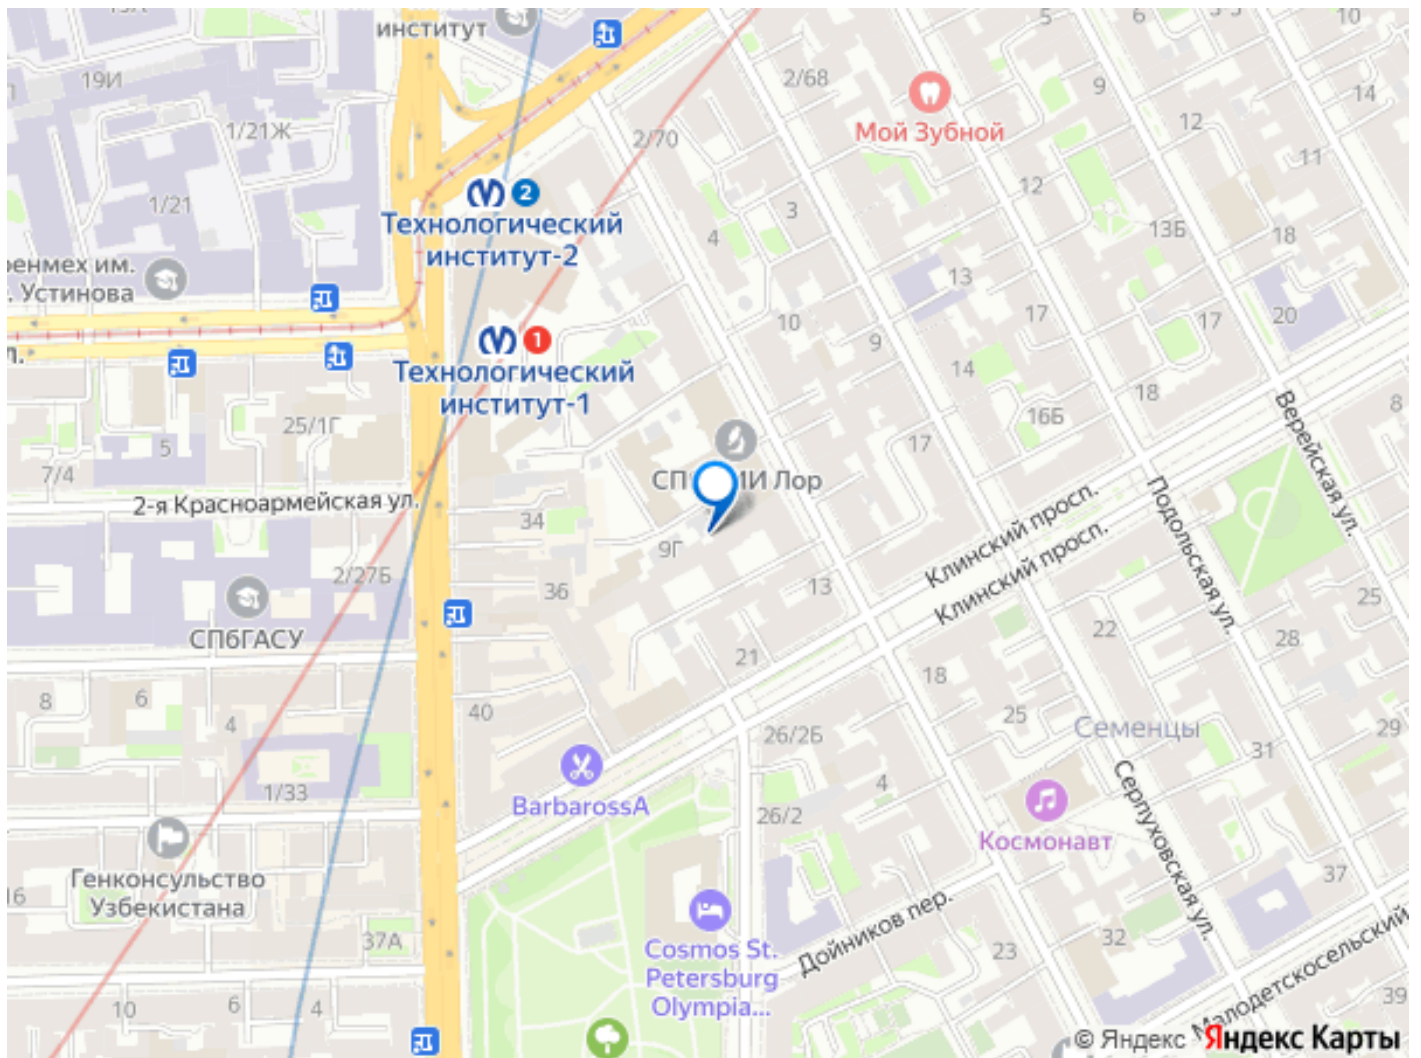 институт
19И
1/21Ж
1/21
2/70
2/68
5
6
10
9
14
Мой Зубной
12
11
12
2
Технологический
институт-2
3
4
13Б
18
енмех им.
. Устинова
13
17
17
20
10
9
1
Технологический
институт-1
14
18
16Б
8
Верейская ул.
л.
25/1Г
5
7/4
17
СП
И Лор
2-я Красноармейская ул.
34
9Г
Клинский просп.
Клинский просп.
Подольская ул.
2/27Б
36
13
25
СПбГАСУ
22
28
21
18
8
6
4
40
26/2Б
25
Семенцы
29
31
BarbarossA
4
1/33
26/2
Космонавт
Серпуховская ул.
Генконсульство
Узбекистана
16
37
37А
Cosmos St.
Petersburg
Olympia...
Дойников пер.
23
32
Малодетскосельский
39
10
6
4
© Яндекс Яндекс Карты